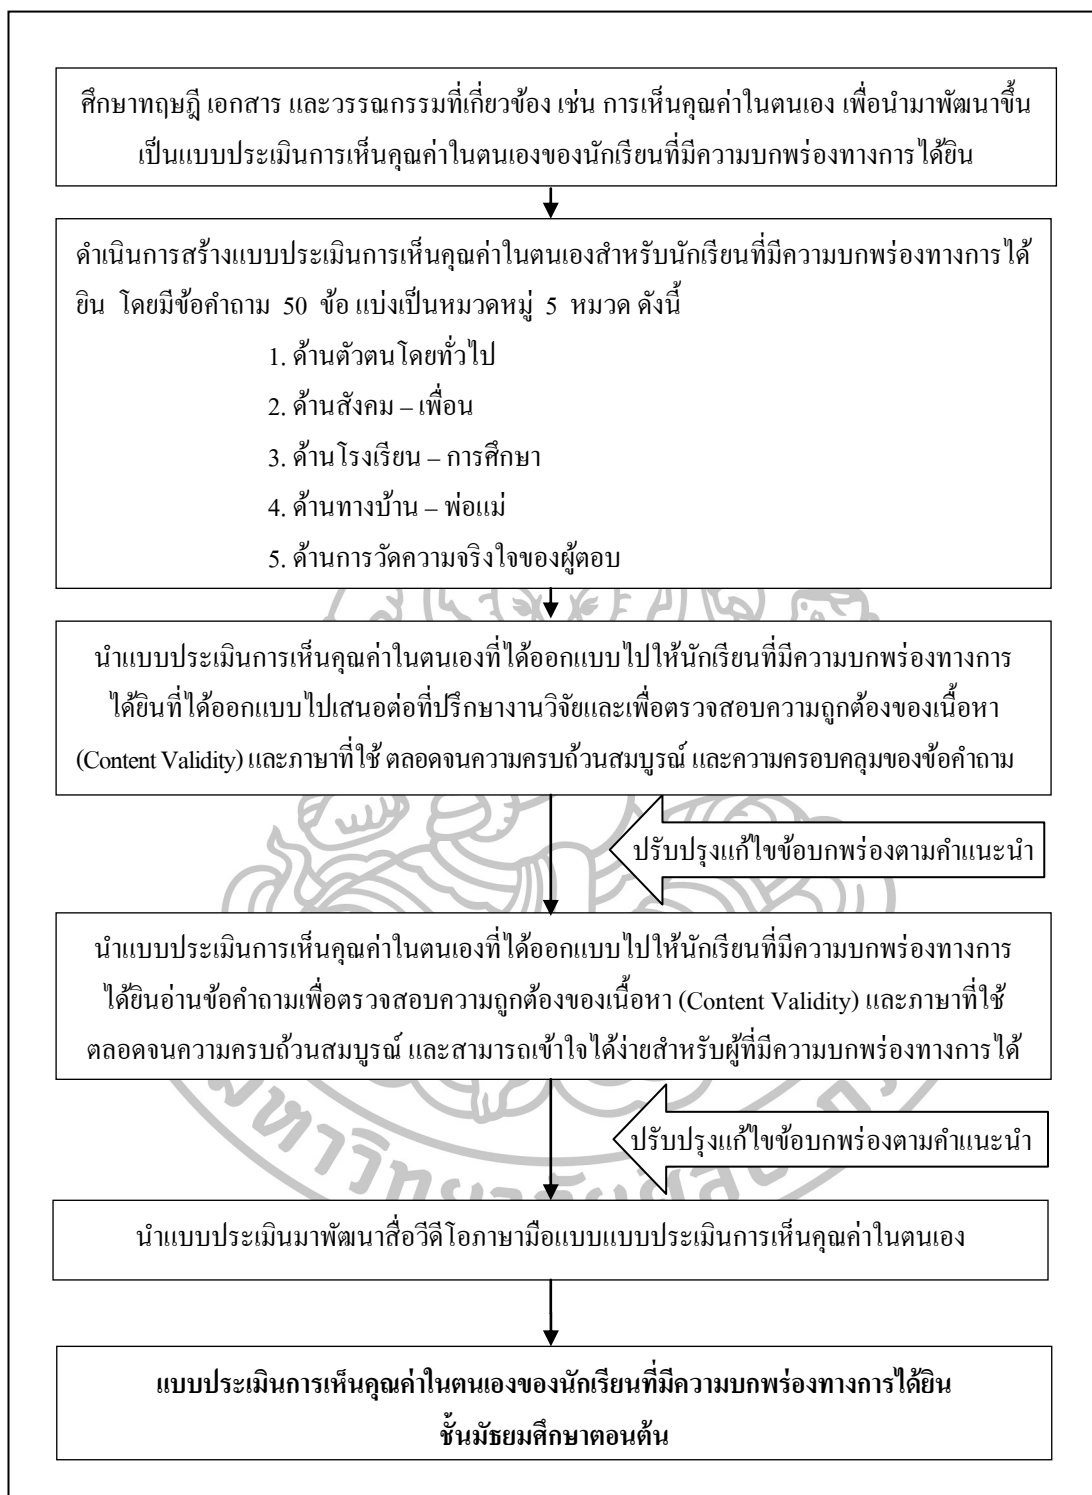 ศึกษาทฤษฎี เอกสาร และวรรณกรรมที่เกี่ยวข้อง เช่น การเห็นคุณค่าในตนเอง เพื่อนำมาพัฒนาขึ้น
เป็นแบบประเมินการเห็นคุณค่าในตนเองของนักเรียนที่มีความบกพร่องทางการได้ยิน
ดำเนินการสร้างแบบประเมินการเห็นคุณค่าในตนเองสำหรับนักเรียนที่มีความบกพร่องทางการได้
ยิน โดยมีข้อคำถาม 50 ข้อ แบ่งเป็นหมวดหมู่ 5 หมวด ดังนี้
1. ด้านตัวตนโดยทั่วไป
2. ด้านสังคม – เพื่อน
3. ด้านโรงเรียน – การศึกษา
4. ด้านทางบ้าน – พ่อแม่
5. ด้านการวัดความจริงใจของผู้ตอบ
นำแบบประเมินการเห็นคุณค่าในตนเองที่ได้ออกแบบไปให้นักเรียนที่มีความบกพร่องทางการ
ได้ยินที่ได้ออกแบบไปเสนอต่อที่ปรึกษางานวิจัยและเพื่อตรวจสอบความถูกต้องของเนื้อหา
(Content Validity) และภาษาที่ใช้ ตลอดจนความครบถ้วนสมบูรณ์ และความครอบคลุมของข้อคำถาม
ปรับปรุงแก้ไขข้อบกพร่องตามคำแนะนำ
นำแบบประเมินการเห็นคุณค่าในตนเองที่ได้ออกแบบไปให้นักเรียนที่มีความบกพร่องทางการ
ได้ยินอ่านข้อคำถามเพื่อตรวจสอบความถูกต้องของเนื้อหา (Content Validity) และภาษาที่ใช้
ตลอดจนความครบถ้วนสมบูรณ์ และสามารถเข้าใจได้ง่ายสำหรับผู้ที่มีความบกพร่องทางการได้
ปรับปรุงแก้ไขข้อบกพร่องตามคำแนะนำ
นำแบบประเมินมาพัฒนาสื่อวีดีโอภาษามือแบบแบบประเมินการเห็นคุณค่าในตนเอง
แบบประเมินการเห็นคุณค่าในตนเองของนักเรียนที่มีความบกพร่องทางการได้ยิน
ชั้นมัธยมศึกษาตอนต้น